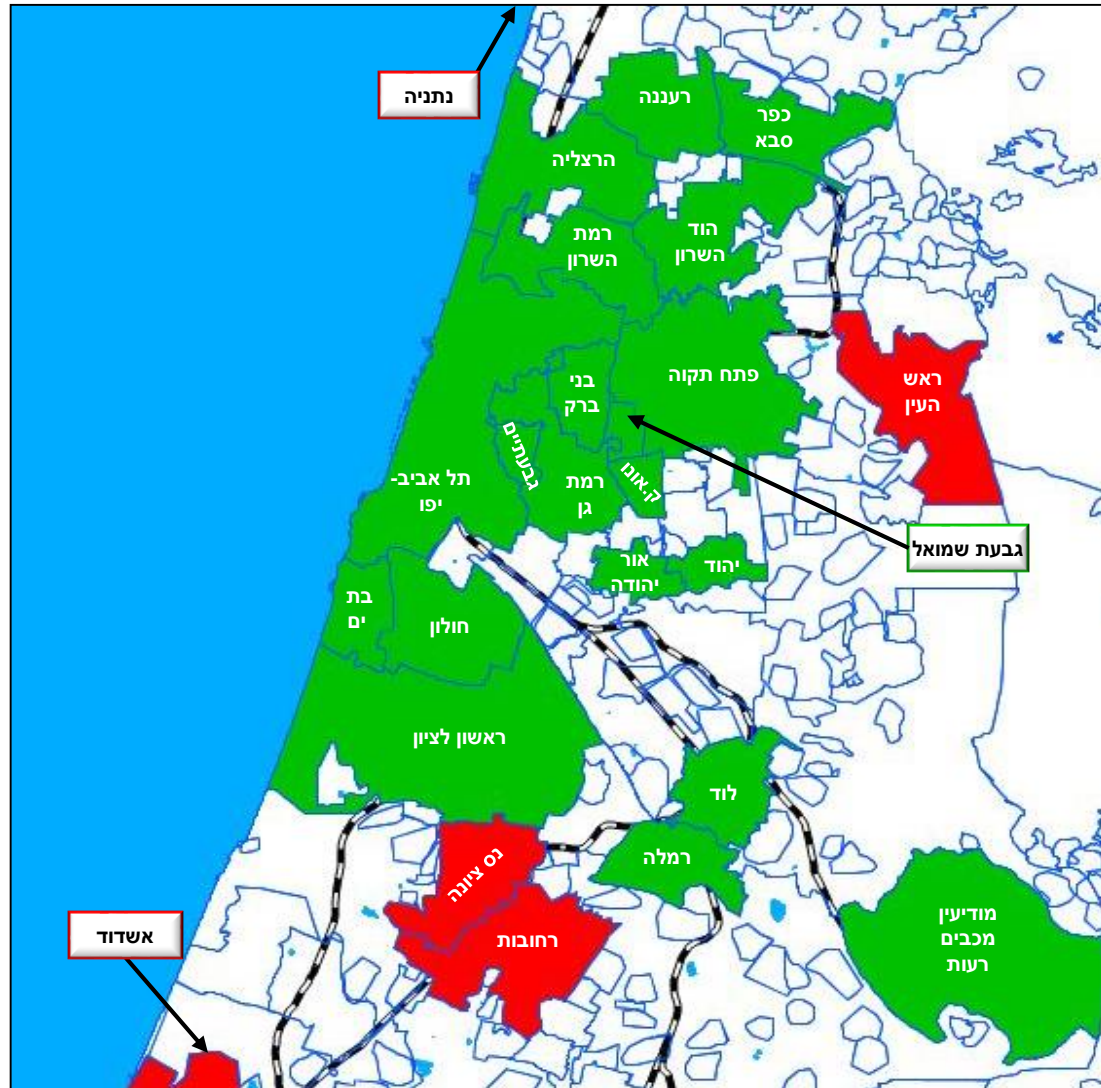 נתניה
רעננה
כפר
סבא
הרצליה
הוד
השרון
רמת
השרון
ראש
העין
פתח תקוה
בני
ברק
גבעתיים
ק.אונו
רמת
גן
תל אביב-
יפו
גבעת שמואל
אור
יהודה
יהוד
בת
ים
חולון
ראשון לציון
לוד
רמלה
נס ציונה
מודיעין
מכבים
רעות
רחובות
אשדוד